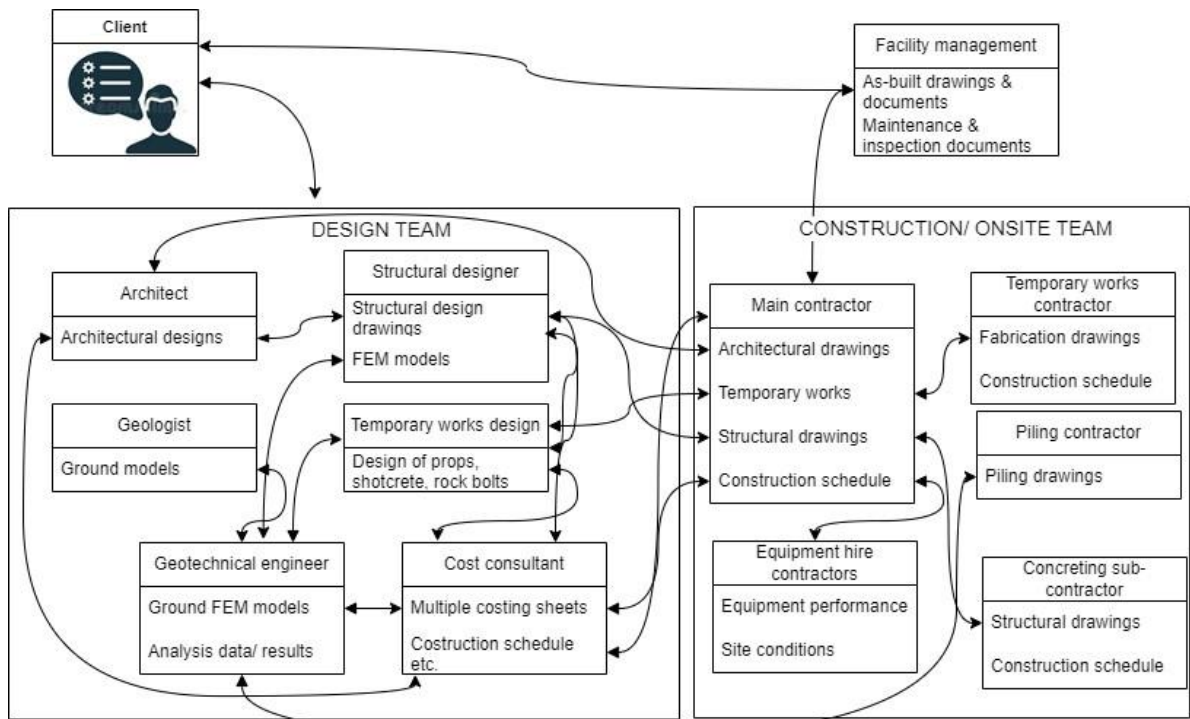 Client
Facility management
As-built drawings &
documents
Maintenance &
inspection documents
DESIGN TEAM
Architect
Architectural designs
Structural designer
Structural design
drawings
FEM models
Geologist
Ground models
Temporary works design
Design of props,
shotcrete, rock bolts
Geotechnical engineer
Ground FEM models
Analysis data/ results
Cost consultant
Multiple costing sheets
Costruction schedule
etc.
CONSTRUCTION/ ONSITE TEAM
Main contractor
Architectural drawings
Temporary works
Structural drawings
Construction schedule
Temporary works
contractor
Fabrication drawings
Construction schedule
Piling contractor
Piling drawings
Equipment hire
contractors
Equipment performance
Site conditions
Concreting sub-
contractor
Structural drawings
Construction schedule